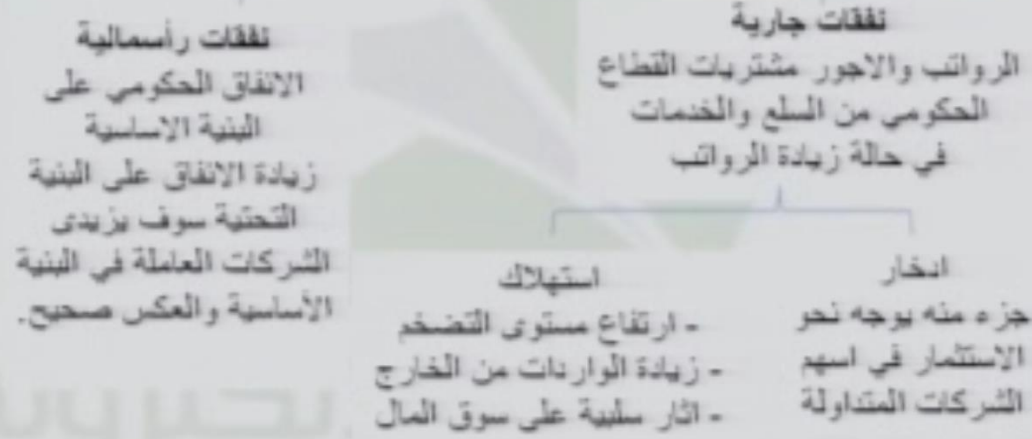 نفقات جارية
الرواتب والاجور مشتريات القطاع
الحكومي من السلع والخدمات
في حالة زيادة الرواتب
ادخار
جزء منه يوجه نحو
الاستثمار في اسهم
الشركات المتداولة
استهلاك
- ارتفاع مستوى التضخم
- زيادة الواردات من الخارج
- اثار سلبية على سوق المال
نفقات رأسمالية
الانفاق الحكومي على
البنية الاساسية
زيادة الانفاق على البنية
التحتية سوف يزيدى
الشركات العاملة في البنية
الأساسية والعكس صحيح.